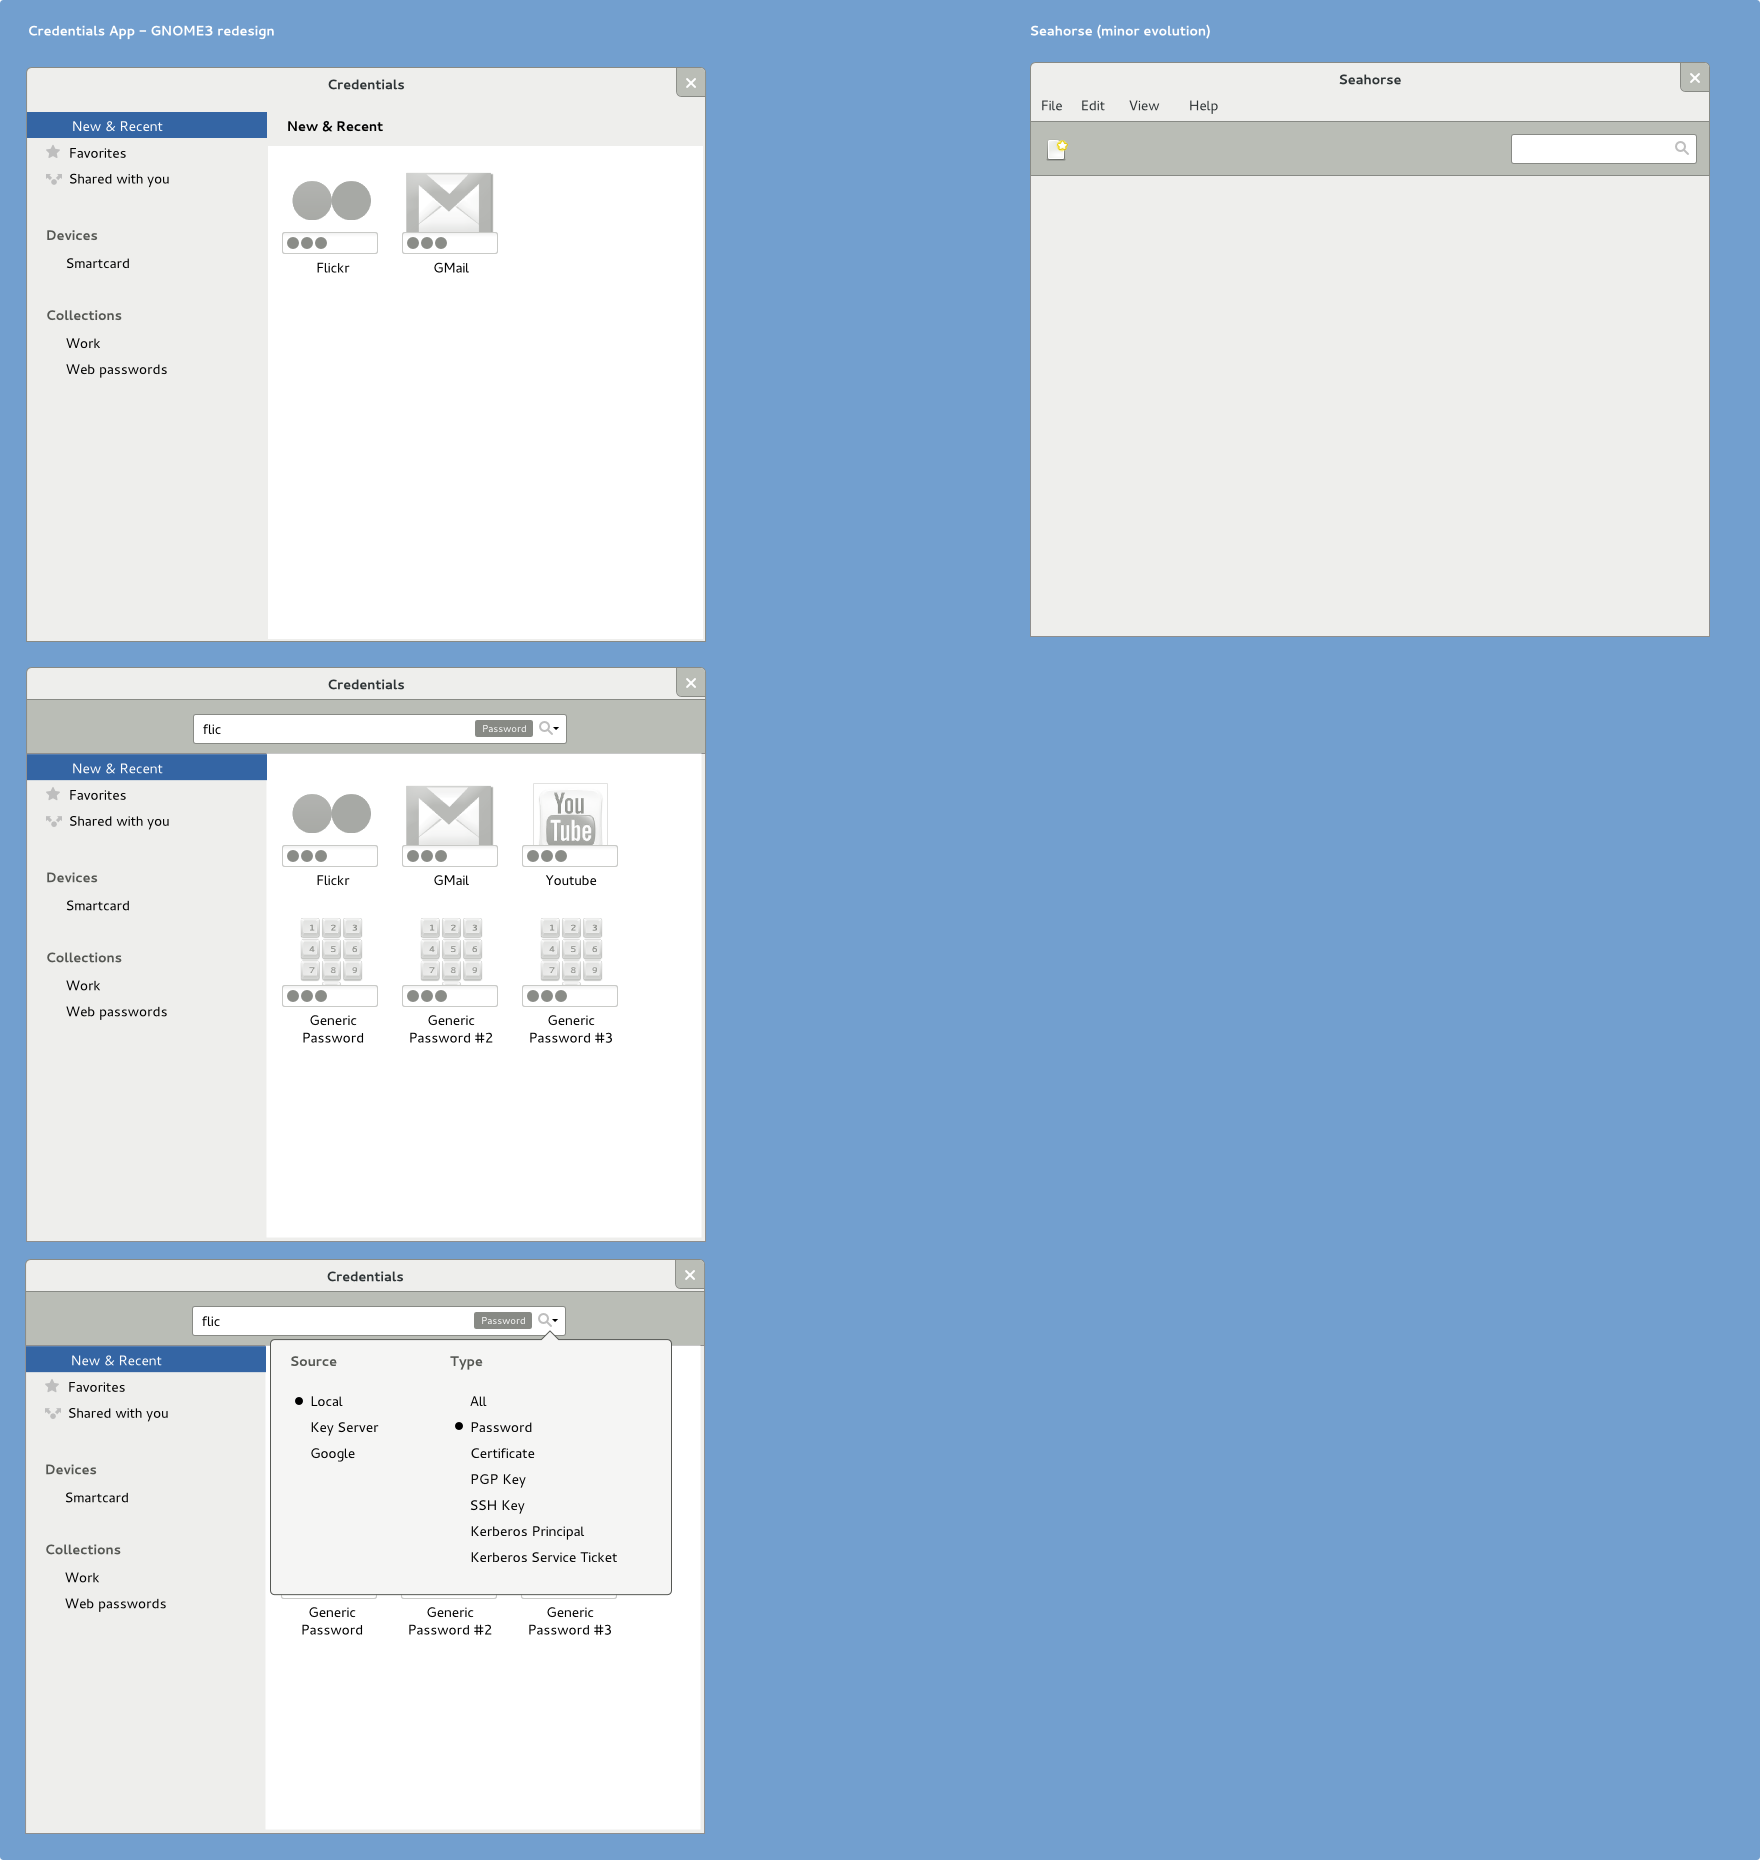 Credentials App – GNOME3 redesign
Credentials
New & Recent
Favorites
Shared with you
Devices
Smartcard
Collections
Work
Web passwords
New & Recent
Flickr
GMail
Credentials
flic
Password
New & Recent
Favorites
Shared with you
Devices
Smartcard
Collections
Work
Web passwords
You
Tube
Flickr
GMail
Youtube
1 2 3
4 5 6
7 8 9
1 2 3
4 5 6
7 8 9
1 2 3
4 5 6
7 8 9
Generic
Password
Generic
Password #2
Generic
Password #3
Credentials
flic
Password
New & Recent
Favorites
Shared with you
Devices
Smartcard
Collections
Work
Web passwords
Source
Local
Key Server
Google
Type
All
Password
Certificate
PGP Key
SSH Key
Kerberos Principal
Kerberos Service Ticket
Generic
Password
Generic
Password #2
Generic
Password #3
Seahorse (minor evolution)
Seahorse
File Edit View Help